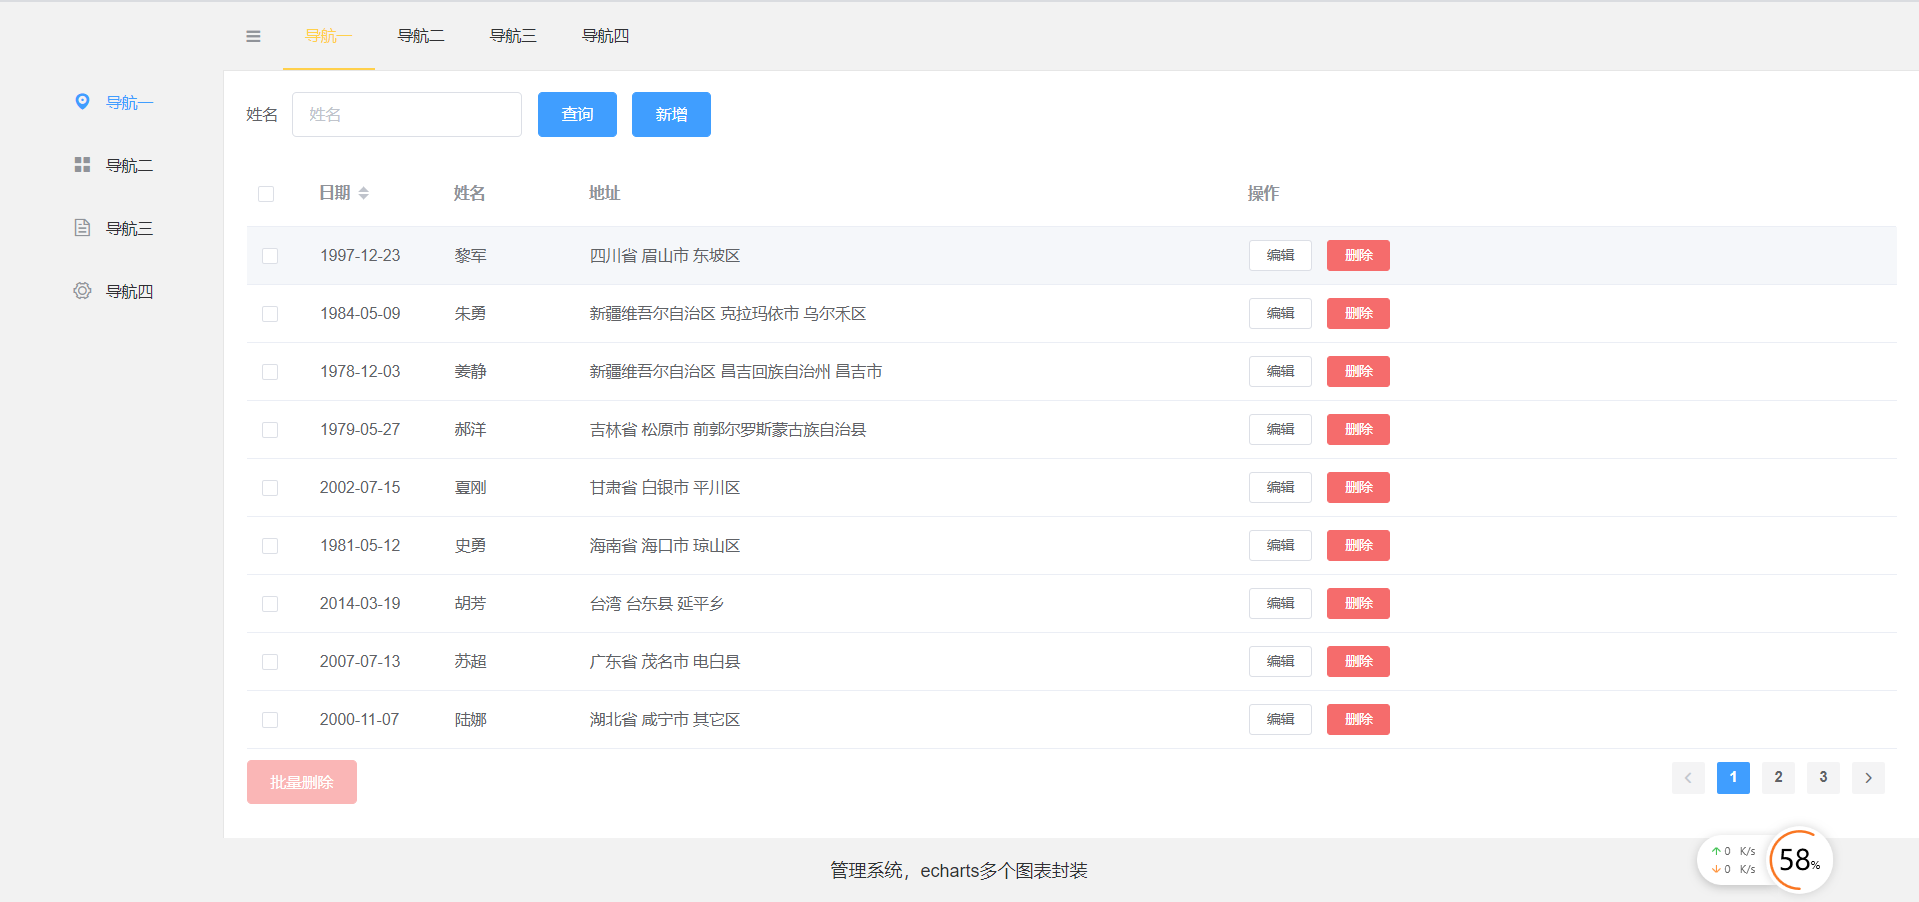 导航一 导航二 导航三 导航四
导航一
导航二
导航三
导航四
姓名 姓名 查询 新增
日期 姓名 地址 操作
1997-12-23 黎军 四川省 眉山市 东坡区 编辑 删除
1984-05-09 朱勇 新疆维吾尔自治区 克拉玛依市 乌尔禾区 编辑 删除
1978-12-03 姜静 新疆维吾尔自治区 昌吉回族自治州 昌吉市 编辑 删除
1979-05-27 郝洋 吉林省 松原市 前郭尔罗斯蒙古族自治县 编辑 删除
2002-07-15 夏刚 甘肃省 白银市 平川区 编辑 删除
1981-05-12 史勇 海南省 海口市 琼山区 编辑 删除
2014-03-19 胡芳 台湾 台东县 延平乡 编辑 删除
2007-07-13 苏超 广东省 茂名市 电白县 编辑 删除
2000-11-07 陆娜 湖北省 咸宁市 其它区 编辑 删除
批量删除 1 2 3
管理系统，echarts多个图表封装
0 K/s
0 K/s
58%